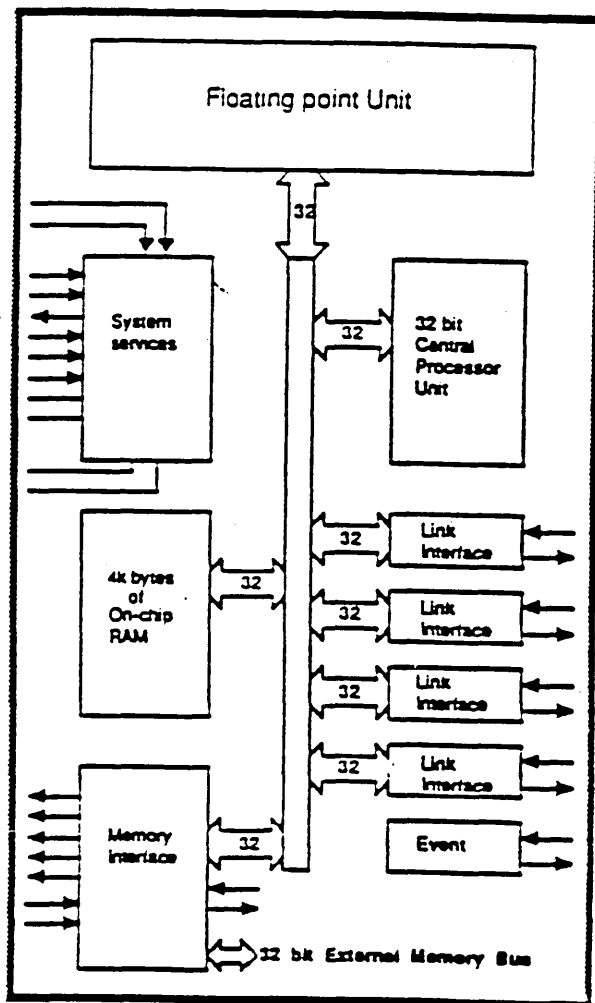 Floating point Unit
32
System
services
32
32 bit
Central
Processor
Unit
32
Link
Interface
4k bytes
of
On-chip
RAM
32
32
Link
Interface
32
Link
Interface
32
Link
Interface
Memory
Interface
32
Event
32 bit External Memory Bus